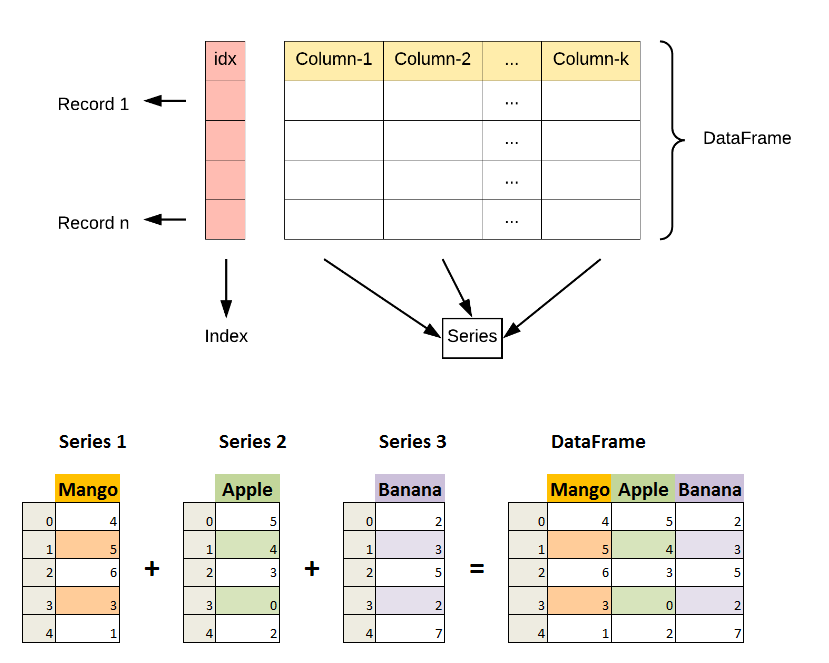 idx Column-1 Column-2 ... Column-k
Record 1 ...
... DataFrame
...
Record n ...
Index Series
Series 1 Series 2 Series 3 DataFrame
Mango Apple Banana Mango Apple Banana
0 4 0 5 0 2 0 4 5 2
1 5 1 4 1 3 1 5 4 3
2 6 + 2 3 + 2 5 = 2 6 3 5
3 3 3 0 3 2 3 3 0 2
4 1 4 2 4 7 4 1 2 7